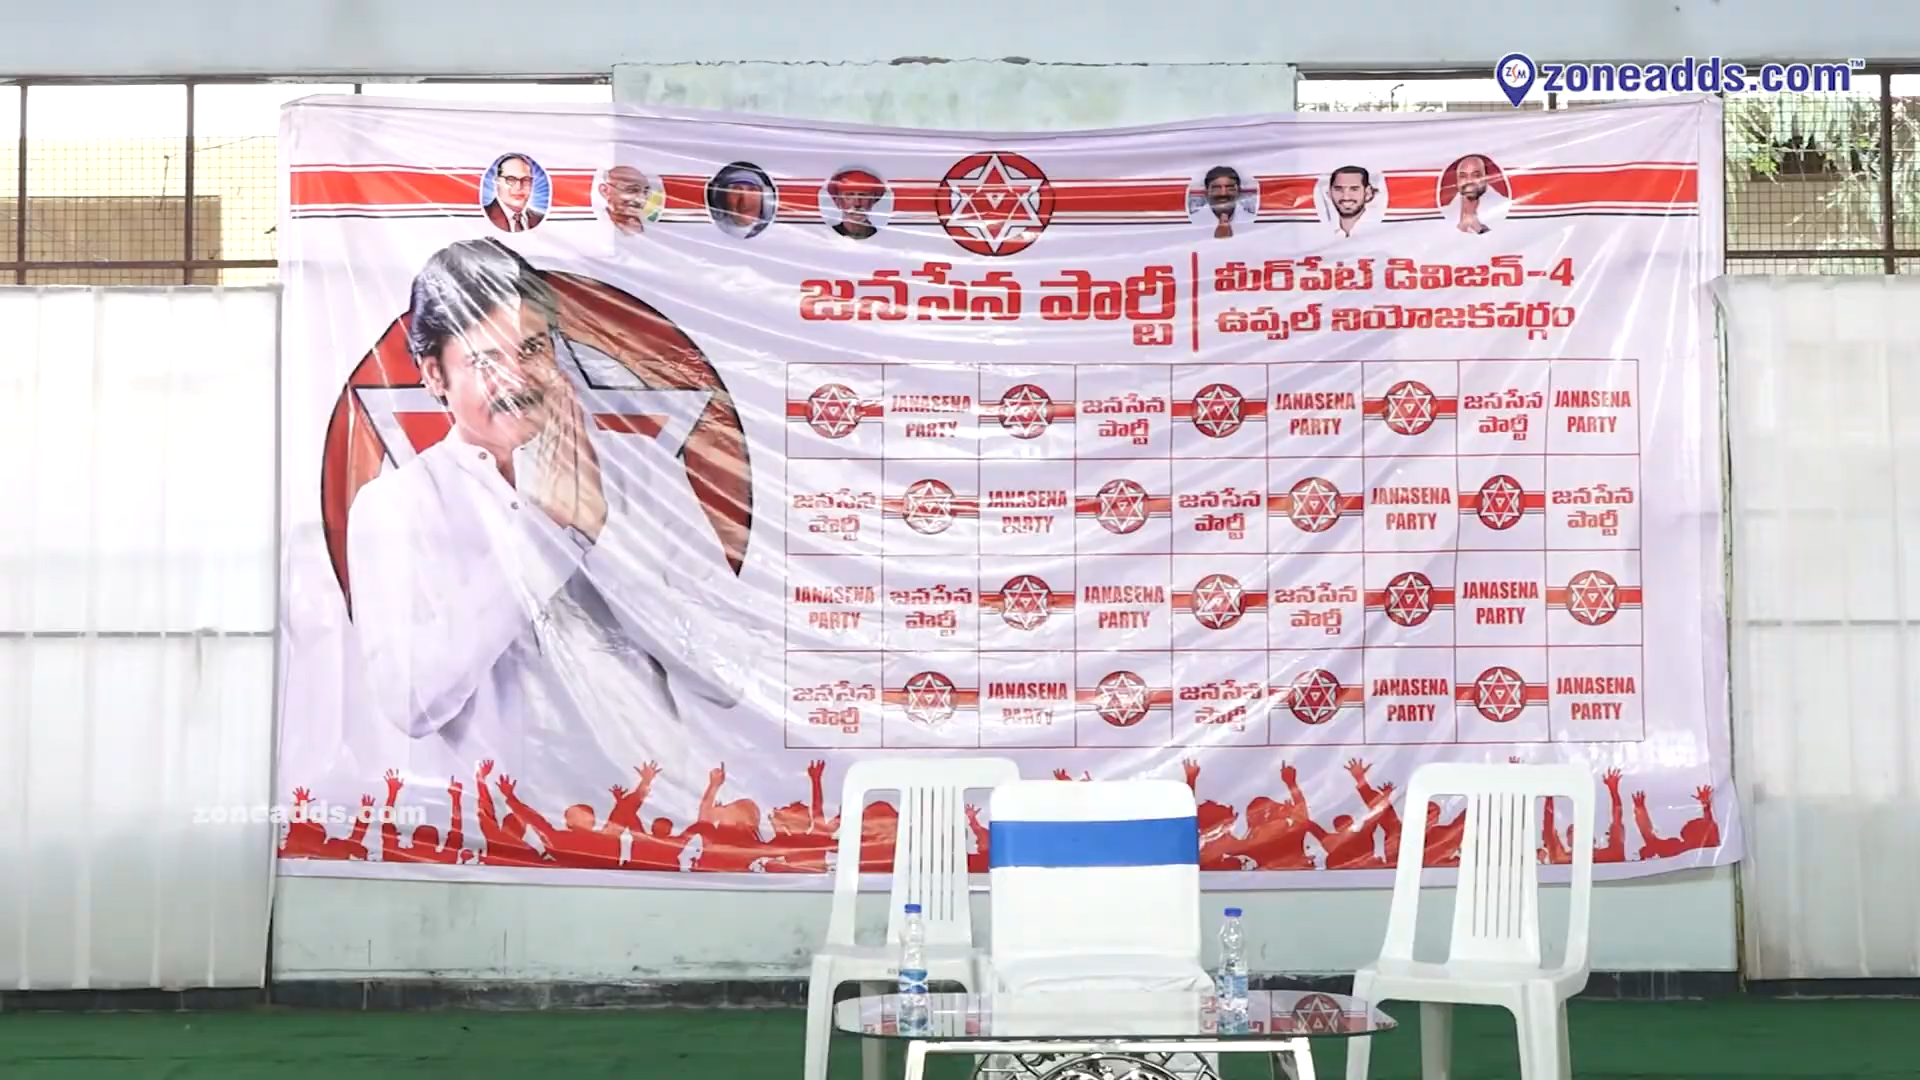 ZSM zoneadds.com™
జనసేన పార్టీ
మీర్‌పేట్ డివిజన్-4
ఉప్పల్ నియోజకవర్గం
JANASENA PARTY జనసేన పార్టీ JANASENA PARTY జనసేన పార్టీ JANASENA PARTY
జనసేన పార్టీ JANASENA PARTY జనసేన పార్టీ JANASENA PARTY జనసేన పార్టీ
JANASENA PARTY జనసేన పార్టీ JANASENA PARTY జనసేన పార్టీ JANASENA PARTY
జనసేన పార్టీ JANASENA PARTY జనసేన పార్టీ JANASENA PARTY JANASENA PARTY
zoneadds.com